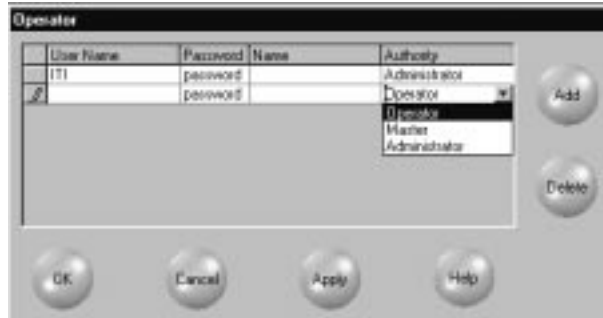 Operator
User Name Password Name Authority
ITI password Administrator
password Operator
Operator
Master
Administrator
Add
Delete
OK Cancel Apply Help